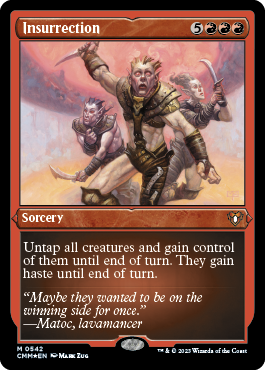 Insurrection 5
Sorcery
Untap all creatures and gain control
of them until end of turn. They gain
haste until end of turn.
“Maybe they wanted to be on the
winning side for once.”
—Matoc, lavamancer
M 0542
CMM★EN Mark Zug
™ & © 2023 Wizards of the Coast